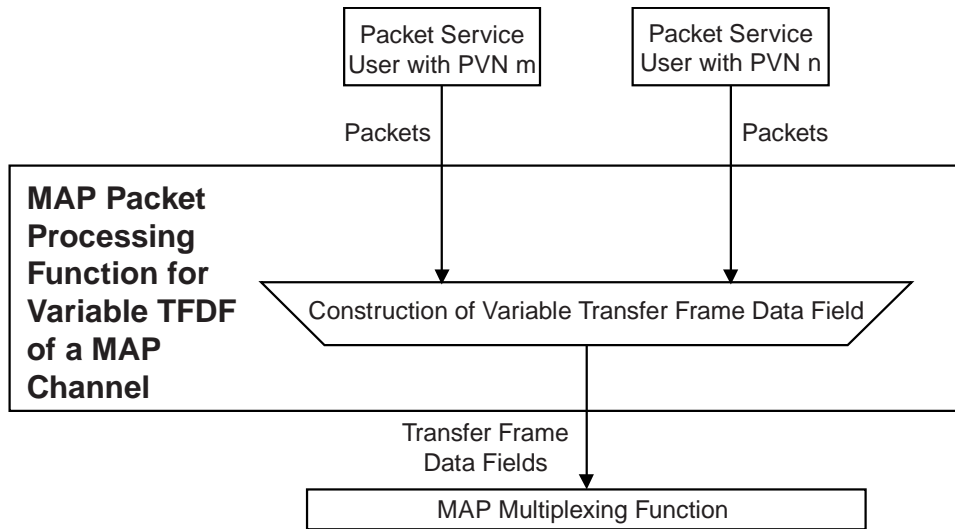 Packet Service
User with PVN m
Packet Service
User with PVN n
Packets
Packets
MAP Packet
Processing
Function for
Variable TFDF
of a MAP
Channel
Construction of Variable Transfer Frame Data Field
Transfer Frame
Data Fields
MAP Multiplexing Function